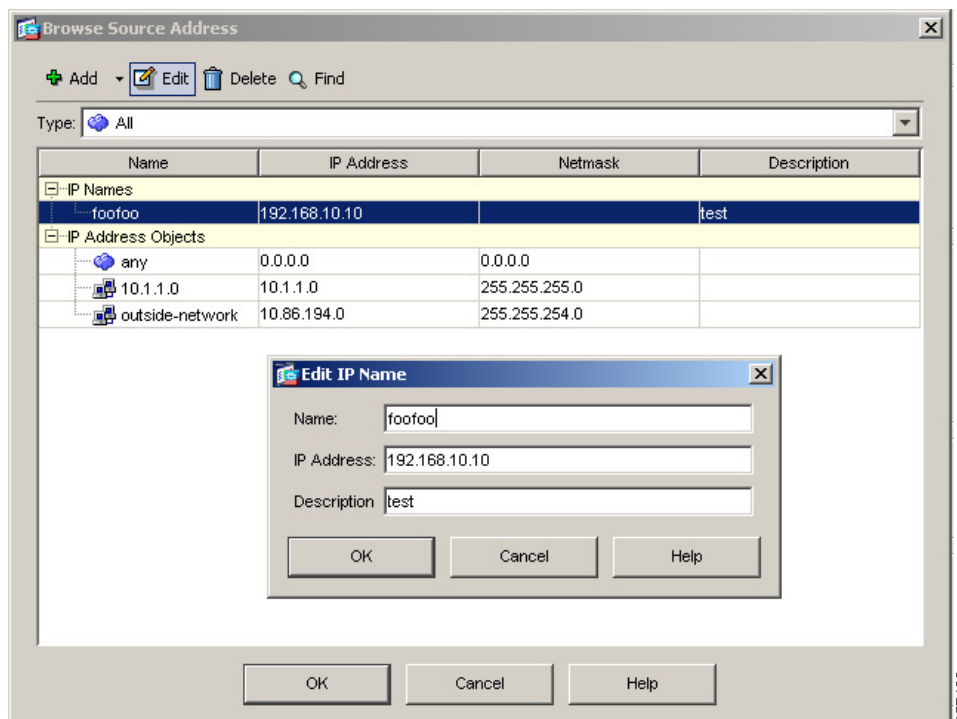 Browse Source Address
Add Edit Delete Find
Type: All
Name IP Address Netmask Description
IP Names
foofoo 192.168.10.10 test
IP Address Objects
any 0.0.0.0 0.0.0.0
10.1.1.0 10.1.1.0 255.255.255.0
outside-network 10.86.194.0 255.255.254.0
Edit IP Name
Name: foofoo
IP Address: 192.168.10.10
Description test
OK Cancel Help
OK Cancel Help